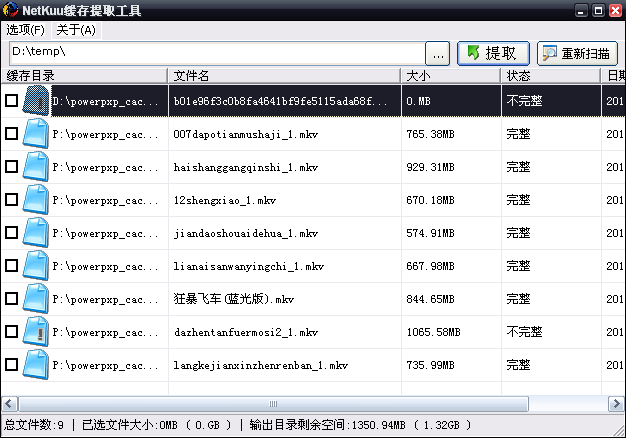 NetKuu缓存提取工具
选项(F) 关于(A)
D:\temp\ ... 提取 重新扫描
缓存目录 文件名 大小 状态 日期
D:\powerpxp_cac... b01e96f3c0b8fa4641bf9fe5115ada68f... 0.MB 不完整 201
P:\powerpxp_cac... 007dapotianmushaji_1.mkv 765.38MB 完整 201
P:\powerpxp_cac... haishanggangqinshi_1.mkv 929.31MB 完整 201
P:\powerpxp_cac... 12shengxiao_1.mkv 670.18MB 完整 201
P:\powerpxp_cac... jiandaoshouaidehua_1.mkv 574.91MB 完整 201
P:\powerpxp_cac... lianaisanwanyingchi_1.mkv 667.98MB 完整 201
P:\powerpxp_cac... 狂暴飞车(蓝光版).mkv 844.65MB 完整 201
P:\powerpxp_cac... dazhentanfuermosi2_1.mkv 1065.58MB 不完整 201
P:\powerpxp_cac... langkejianxinzhenrenban_1.mkv 735.99MB 完整 201
总文件数:9 | 已选文件大小:0MB ( 0.GB ) | 输出目录剩余空间:1350.94MB ( 1.32GB )